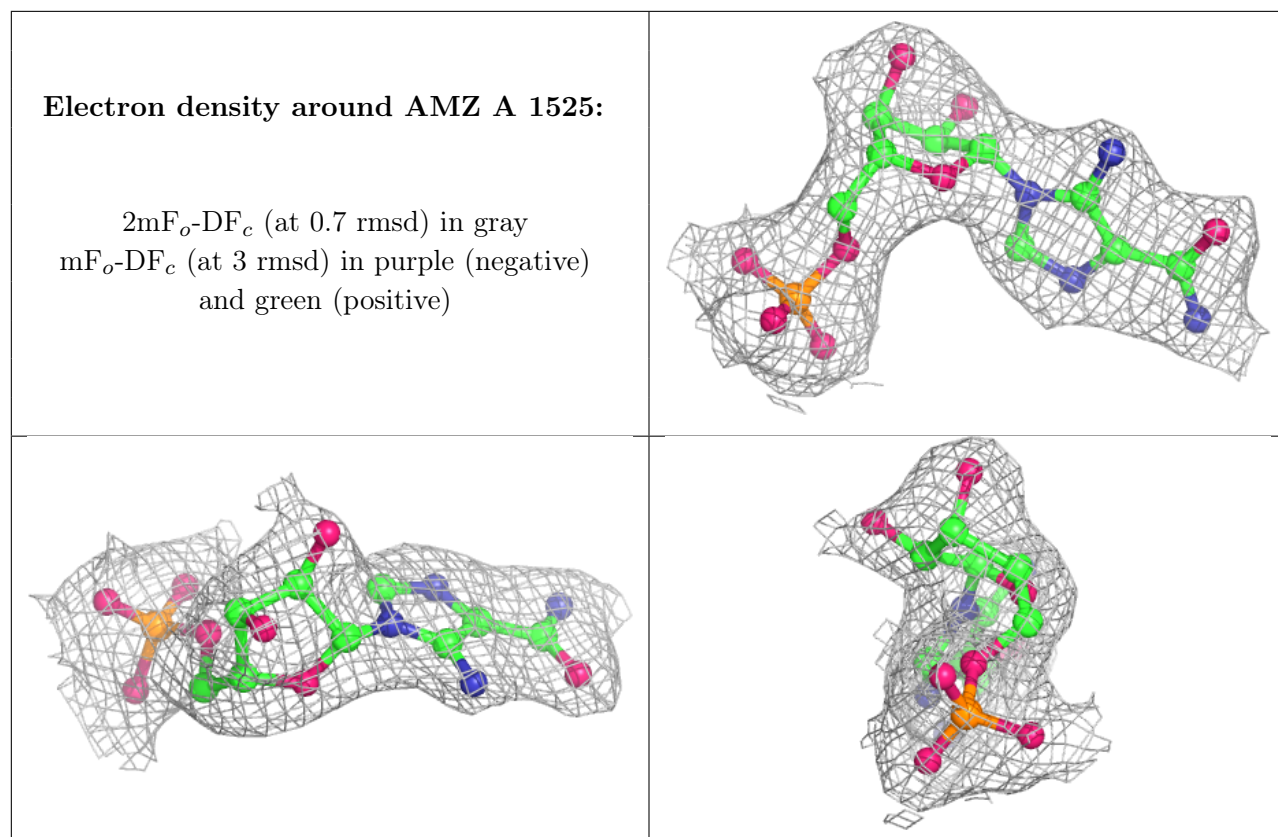 Electron density around AMZ A 1525:
2mFo-DFc (at 0.7 rmsd) in gray
mFo-DFc (at 3 rmsd) in purple (negative)
and green (positive)